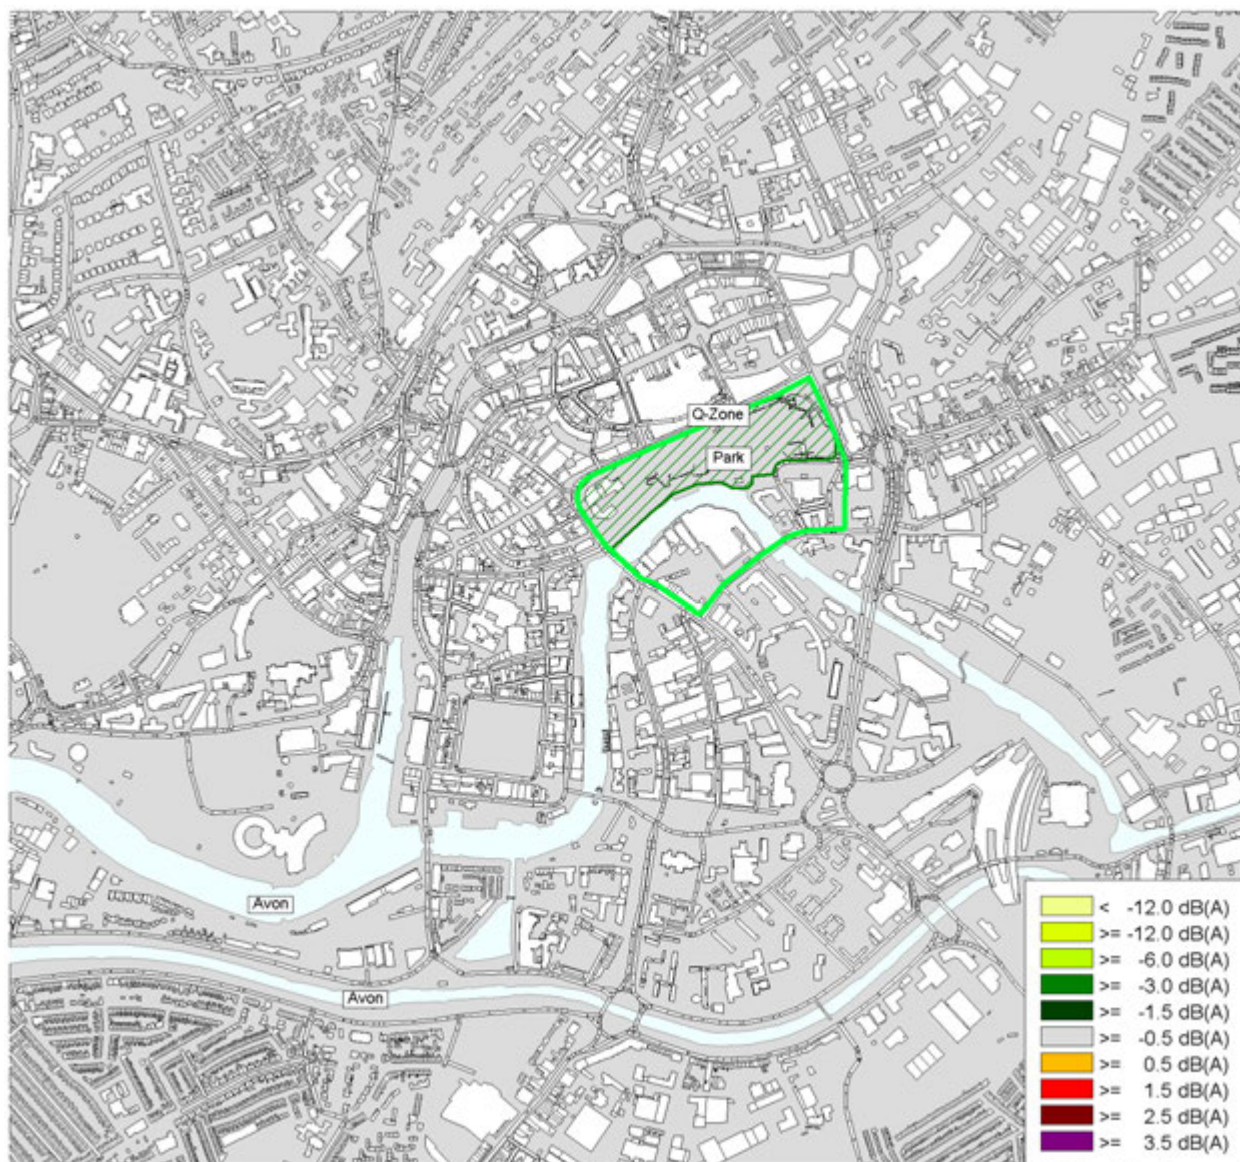 Q-Zone
Park
Avon
Avon
< -12.0 dB(A)
>= -12.0 dB(A)
>= -6.0 dB(A)
>= -3.0 dB(A)
>= -1.5 dB(A)
>= -0.5 dB(A)
>= 0.5 dB(A)
>= 1.5 dB(A)
>= 2.5 dB(A)
>= 3.5 dB(A)